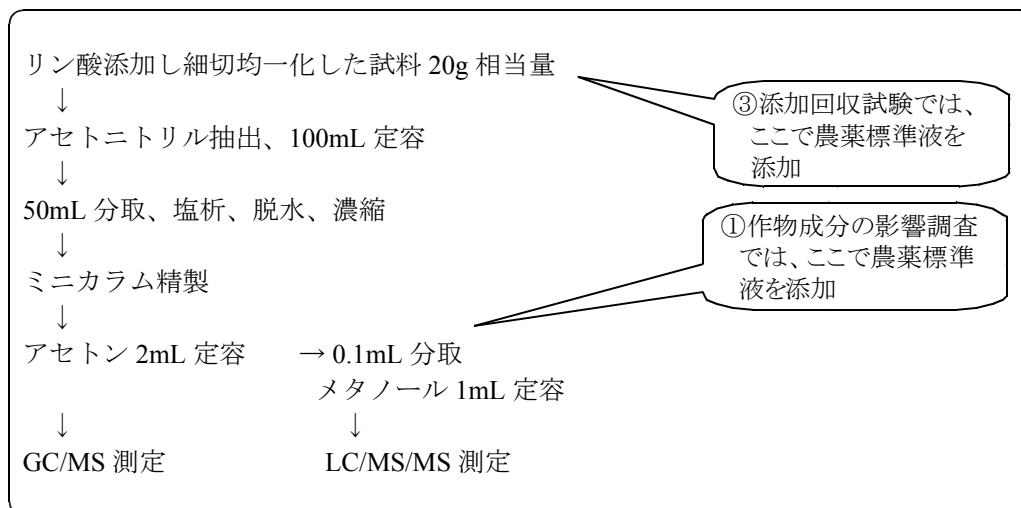 リン酸添加し細切均一化した試料 20g 相当量
↓
アセトニトリル抽出、100mL 定容
↓
50mL 分取、塩析、脱水、濃縮
↓
ミニカラム精製
↓
アセトン 2mL 定容 → 0.1mL 分取
メタノール 1mL 定容
↓ ↓
GC/MS 測定 LC/MS/MS 測定
③添加回収試験では、
ここで農薬標準液を
添加
①作物成分の影響調査
では、ここで農薬標準
液を添加